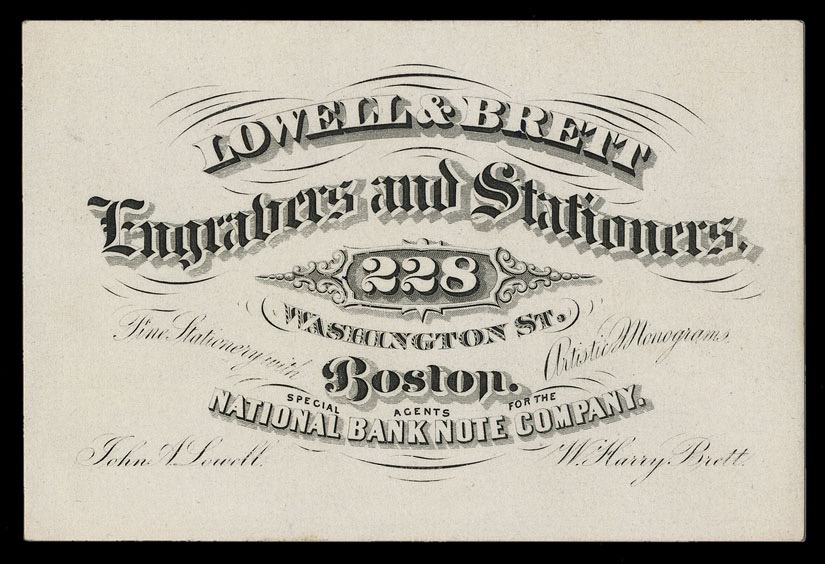 LOWELL & BRETT
Engravers and Stationers.
228
WASHINGTON ST.
Fine Stationery with
Artistic Monograms.
Boston.
SPECIAL AGENTS FOR THE
NATIONAL BANK NOTE COMPANY.
John A. Lowell.
W. Harry Brett.